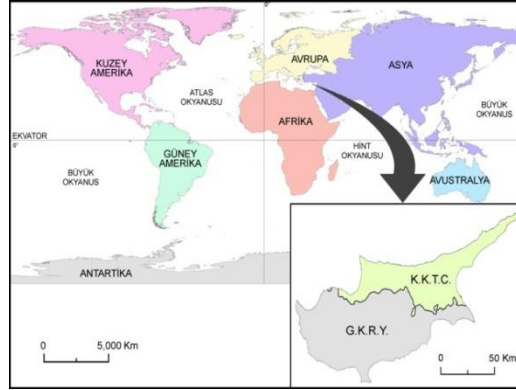 0°
KUZEY
AMERİKA
AVRUPA
ASYA
ATLAS
OKYANUSU
BÜYÜK
OKYANUS
AFRİKA
EKVATOR
0°
GÜNEY
AMERİKA
HİNT
OKYANUSU
BÜYÜK
OKYANUS
AVUSTRALYA
ANTARTİKA
K.K.T.C.
G.K.R.Y.
0 5,000 Km
0 50 Km